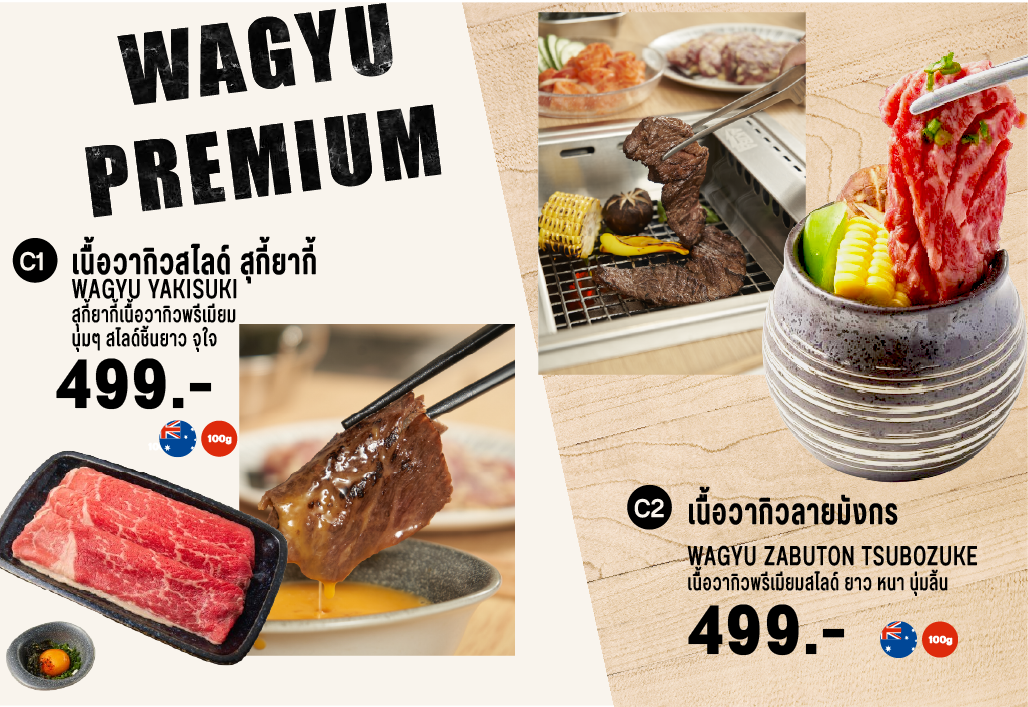 WAGYU
PREMIUM
C1
เนื้อวากิวสไลด์ สุกี้ยากี้
WAGYU YAKISUKI
สุกี้ยากี้เนื้อวากิวพรีเมียม
นุ่มๆ สไลด์ชิ้นยาว จุใจ
499.-
100g
C2
เนื้อวากิวลายมังกร
WAGYU ZABUTON TSUBOZUKE
เนื้อวากิวพรีเมียมสไลด์ ยาว หนา นุ่มลิ้น
499.-
100g